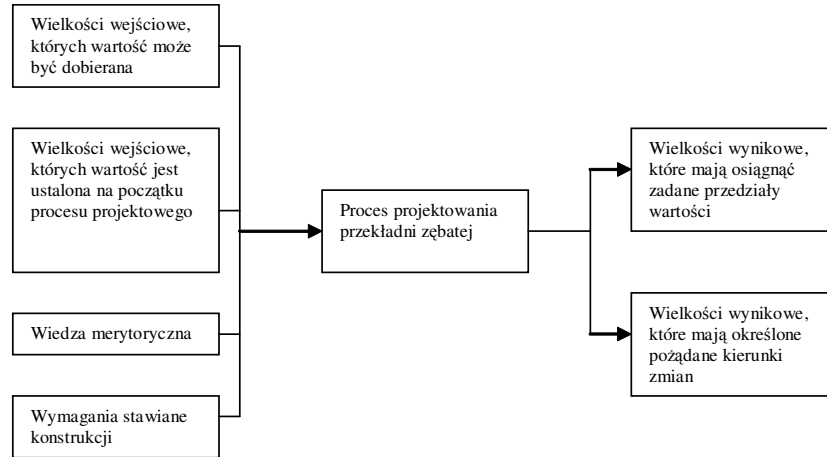 Wielkości wejściowe,
których wartość może
być dobierana
Wielkości wejściowe,
których wartość jest
ustalona na początku
procesu projektowego
Wiedza merytoryczna
Wymagania stawiane
konstrukcji
Proces projektowania
przekładni zębatej
Wielkości wynikowe,
które mają osiągnąć
zadane przedziały
wartości
Wielkości wynikowe,
które mają określone
pożądane kierunki
zmian